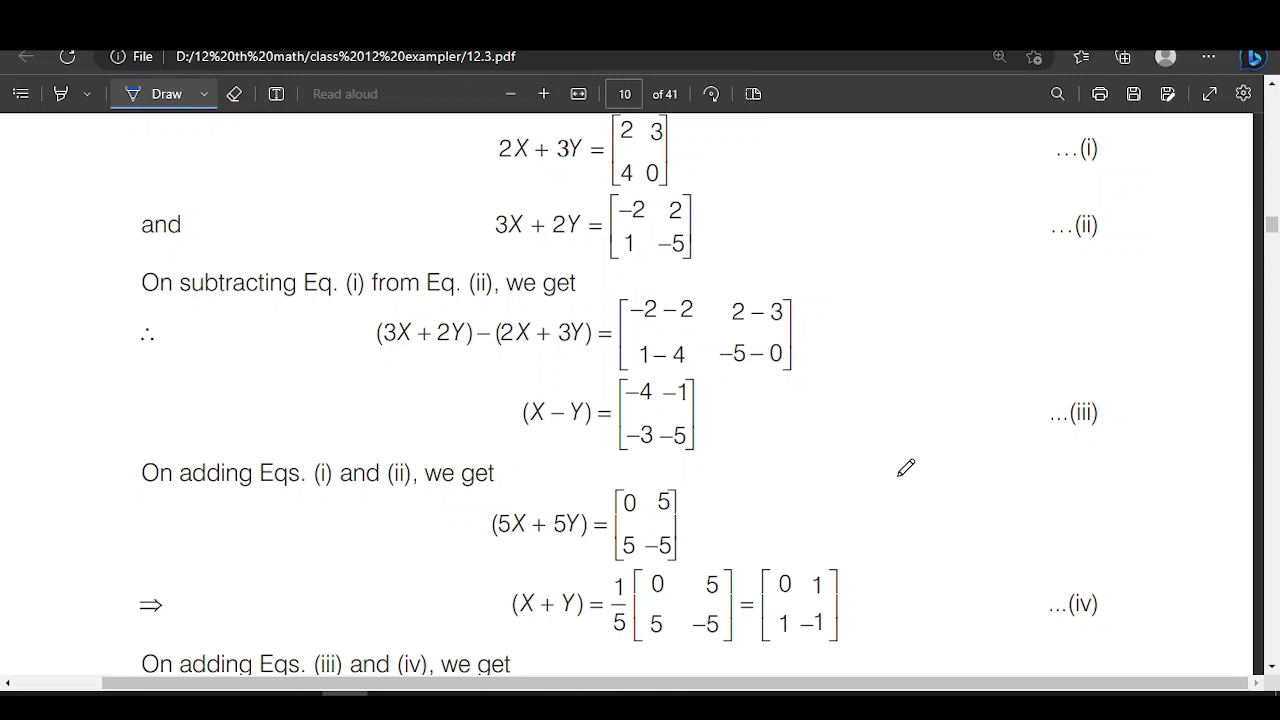 File D:/12%20th%20math/class%2012%20exampler/12.3.pdf
Draw Read aloud 10 of 41
2X + 3Y = [2 3
4 0] ...(i)
and 3X + 2Y = [-2 2
1 -5] ...(ii)
On subtracting Eq. (i) from Eq. (ii), we get
∴ (3X + 2Y) – (2X + 3Y) = [-2 – 2 2 – 3
1 – 4 -5 – 0]
(X – Y) = [-4 -1
-3 -5] ...(iii)
On adding Eqs. (i) and (ii), we get
(5X + 5Y) = [0 5
5 -5]
⇒ (X + Y) = 1/5 [0 5
5 -5] = [0 1
1 -1] ...(iv)
On adding Eqs. (iii) and (iv), we get